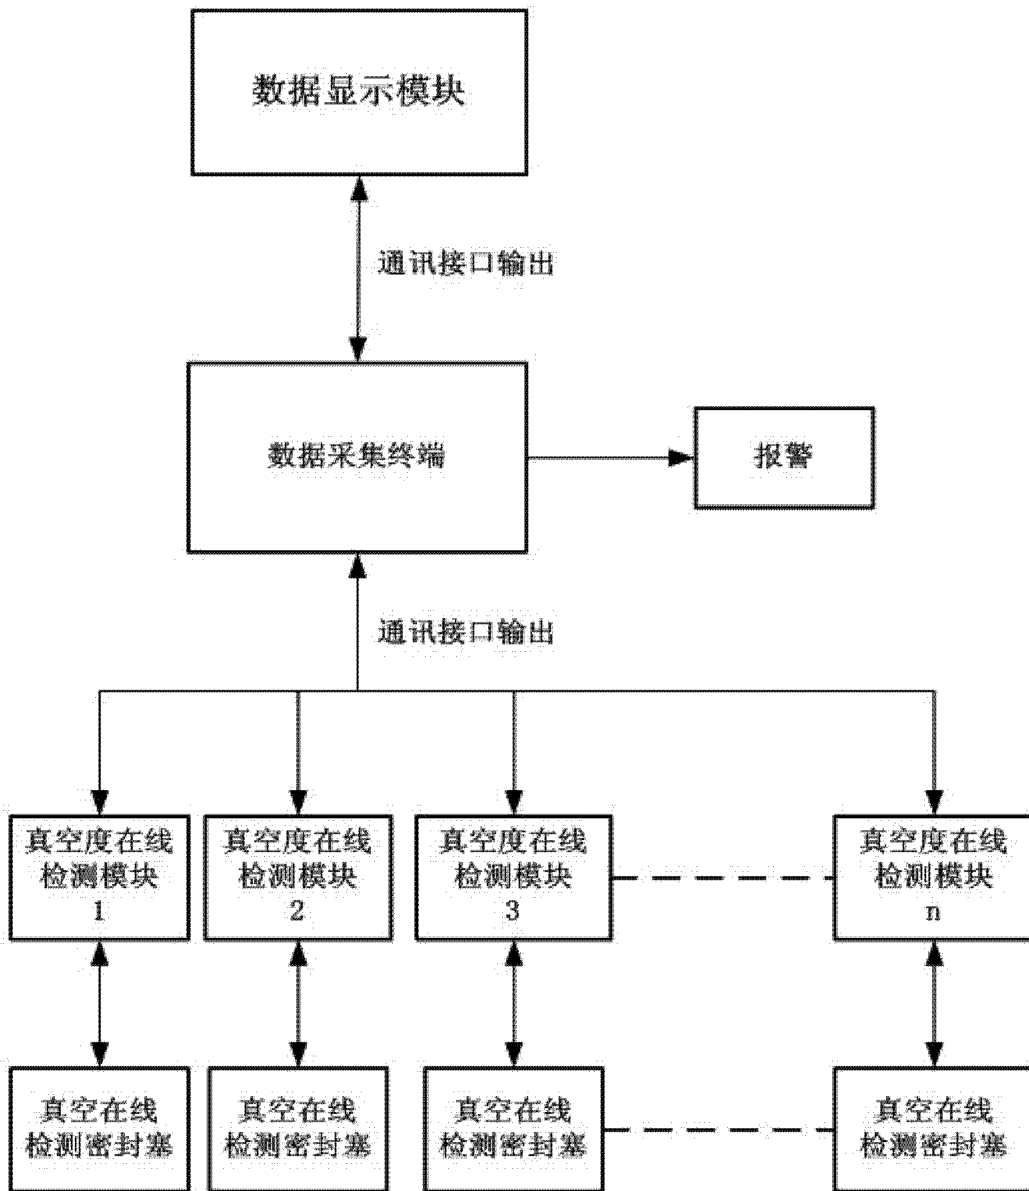 数据显示模块
通讯接口输出
数据采集终端
报警
通讯接口输出
真空度在线
检测模块
1
真空度在线
检测模块
2
真空度在线
检测模块
3
真空度在线
检测模块
n
真空在线
检测密封塞
真空在线
检测密封塞
真空在线
检测密封塞
真空在线
检测密封塞